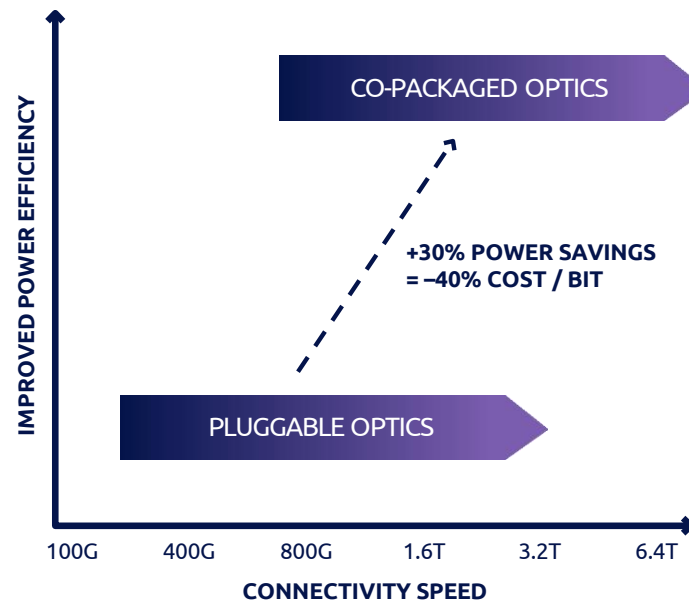 IMPROVED POWER EFFICIENCY
CO-PACKAGED OPTICS
+30% POWER SAVINGS
= –40% COST / BIT
PLUGGABLE OPTICS
100G 400G 800G 1.6T 3.2T 6.4T
CONNECTIVITY SPEED